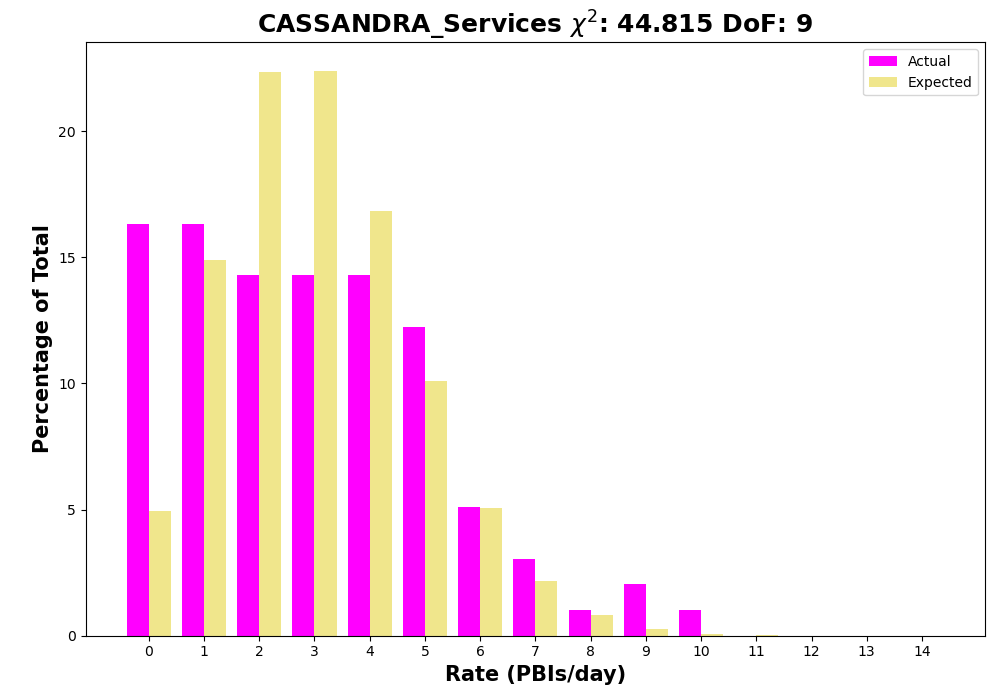 CASSANDRA_Services χ²: 44.815 DoF: 9
Actual
Expected
Percentage of Total
20
15
10
5
0
0 1 2 3 4 5 6 7 8 9 10 11 12 13 14
Rate (PBIs/day)